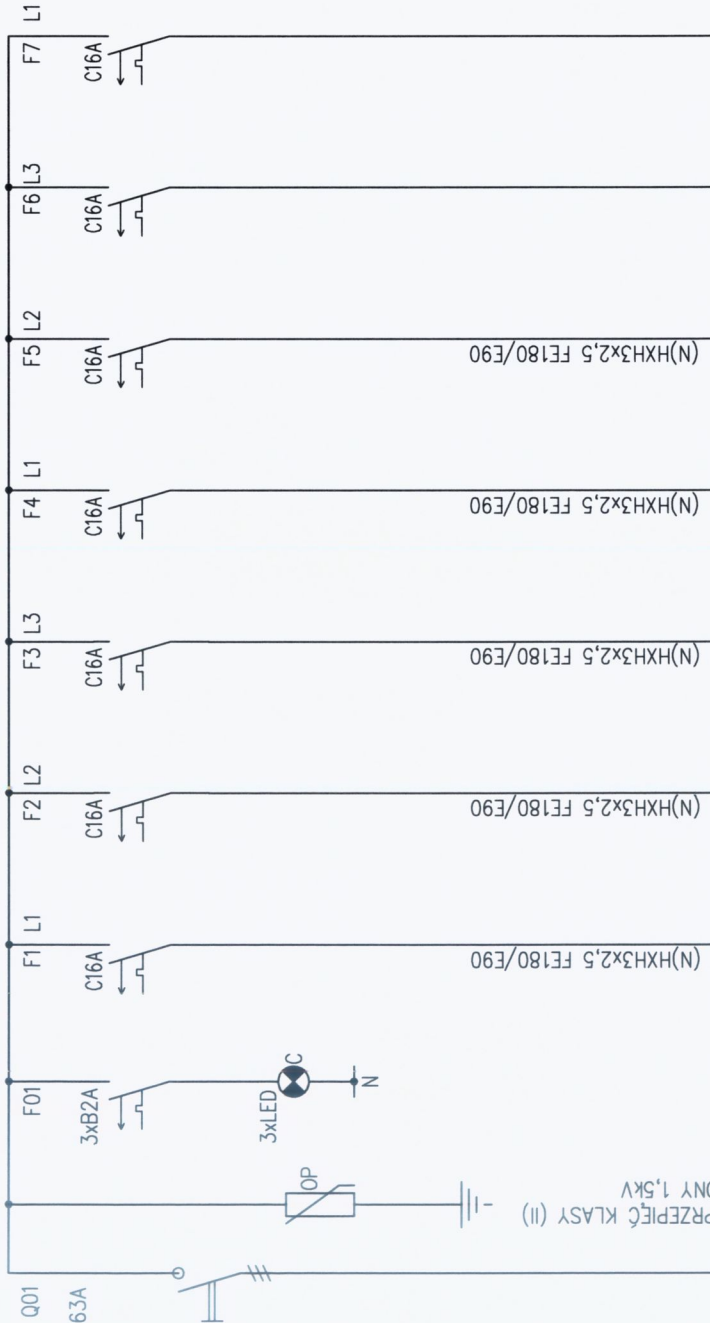 Q01
63A
OP
PRZEPIĘĆ KLASY (II)
ONY 1,5kV
F01
3xB2A
3xLED
C
N
F1 L1
C16A
(N)HXH3x2,5 FE180/E90
F2 L2
C16A
(N)HXH3x2,5 FE180/E90
F3 L3
C16A
(N)HXH3x2,5 FE180/E90
F4 L1
C16A
(N)HXH3x2,5 FE180/E90
F5 L2
C16A
(N)HXH3x2,5 FE180/E90
F6 L3
C16A
F7 L1
C16A